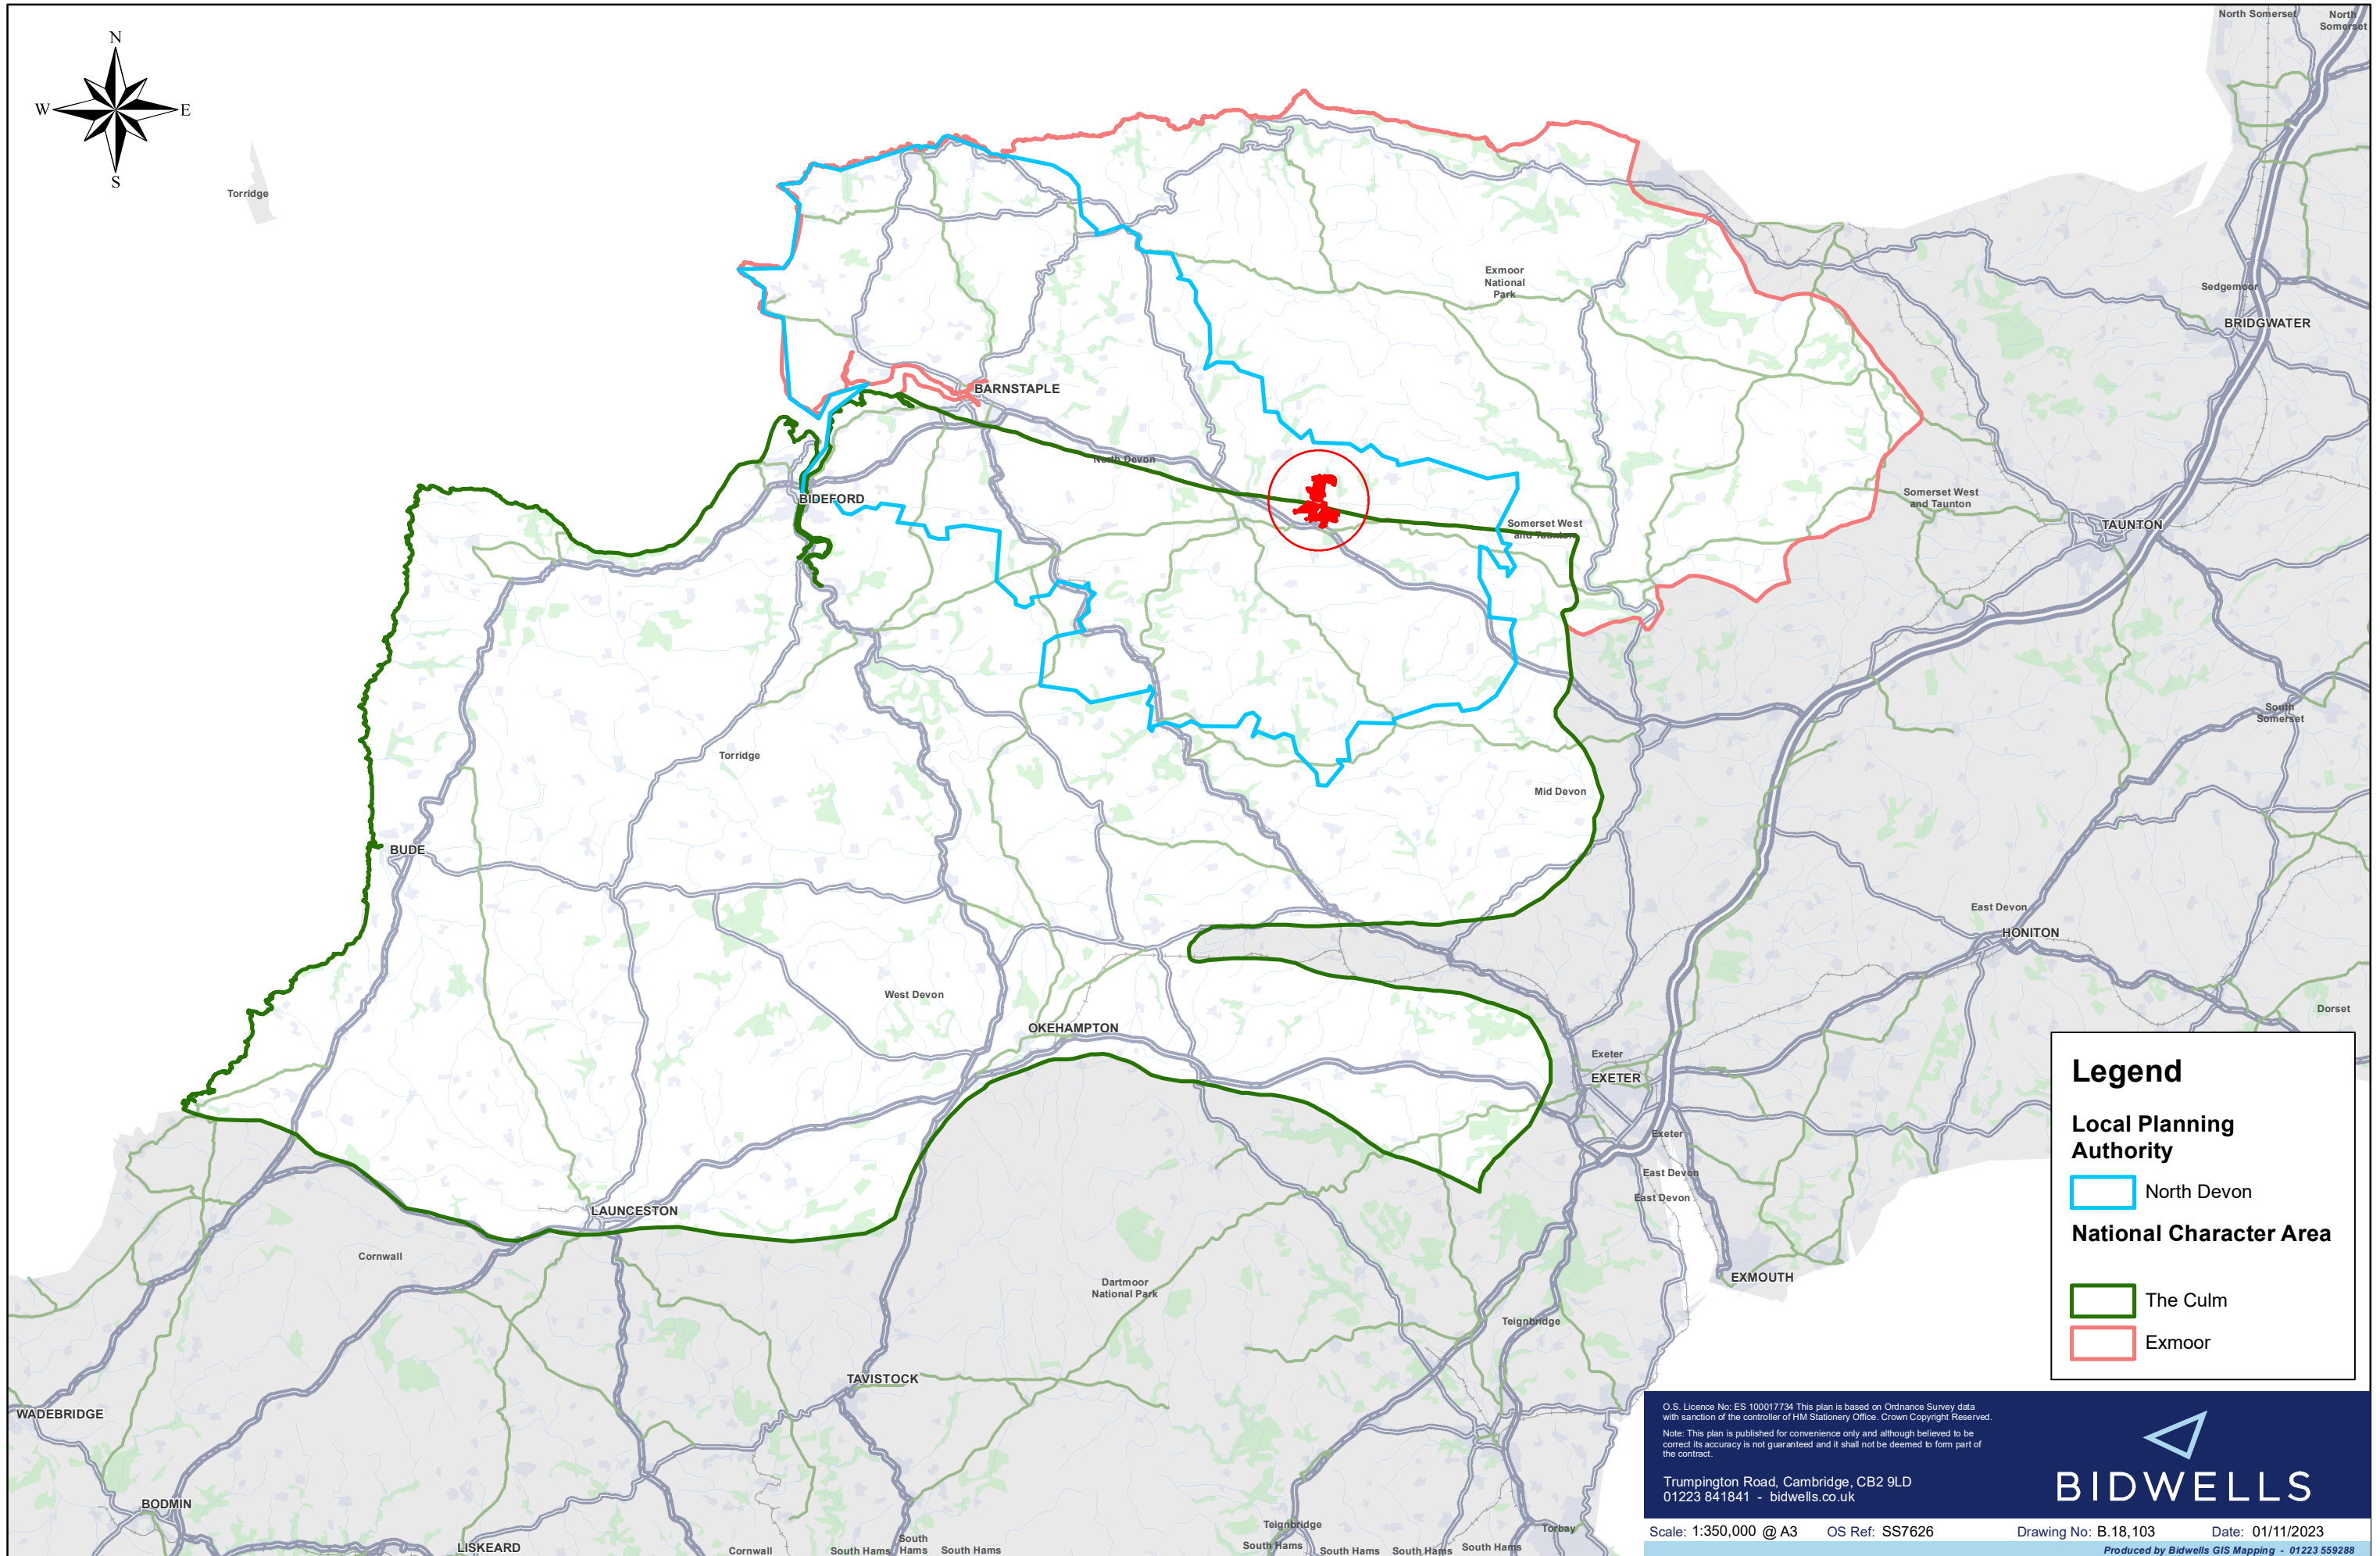 North Somerset
North
Somerset
N
W
E
S
Torridge
Exmoor
National
Park
Sedgemoor
BRIDGWATER
BARNSTAPLE
North Devon
BIDEFORD
Somerset West
and Taunton
Somerset West
and Taunton
TAUNTON
South
Somerset
Torridge
Mid Devon
BUDE
East Devon
HONITON
West Devon
Dorset
OKEHAMPTON
Exeter
EXETER
Exeter
East Devon
East Devon
LAUNCESTON
Cornwall
EXMOUTH
Dartmoor
National Park
Teignbridge
TAVISTOCK
WADEBRIDGE
BODMIN
LISKEARD
Cornwall
South Hams
South
Hams
South Hams
Teignbridge
South Hams
South Hams
South Hams
South Hams
Torbay
Legend
Local Planning
Authority
North Devon
National Character Area
The Culm
Exmoor
O.S. Licence No: ES 100017734 This plan is based on Ordnance Survey data
with sanction of the controller of HM Stationery Office. Crown Copyright Reserved.
Note: This plan is published for convenience only and although believed to be
correct its accuracy is not guaranteed and it shall not be deemed to form part of
the contract.
Trumpington Road, Cambridge, CB2 9LD
01223 841841 - bidwells.co.uk
BIDWELLS
Scale: 1:350,000 @ A3 OS Ref: SS7626 Drawing No: B.18,103 Date: 01/11/2023
Produced by Bidwells GIS Mapping - 01223 559288